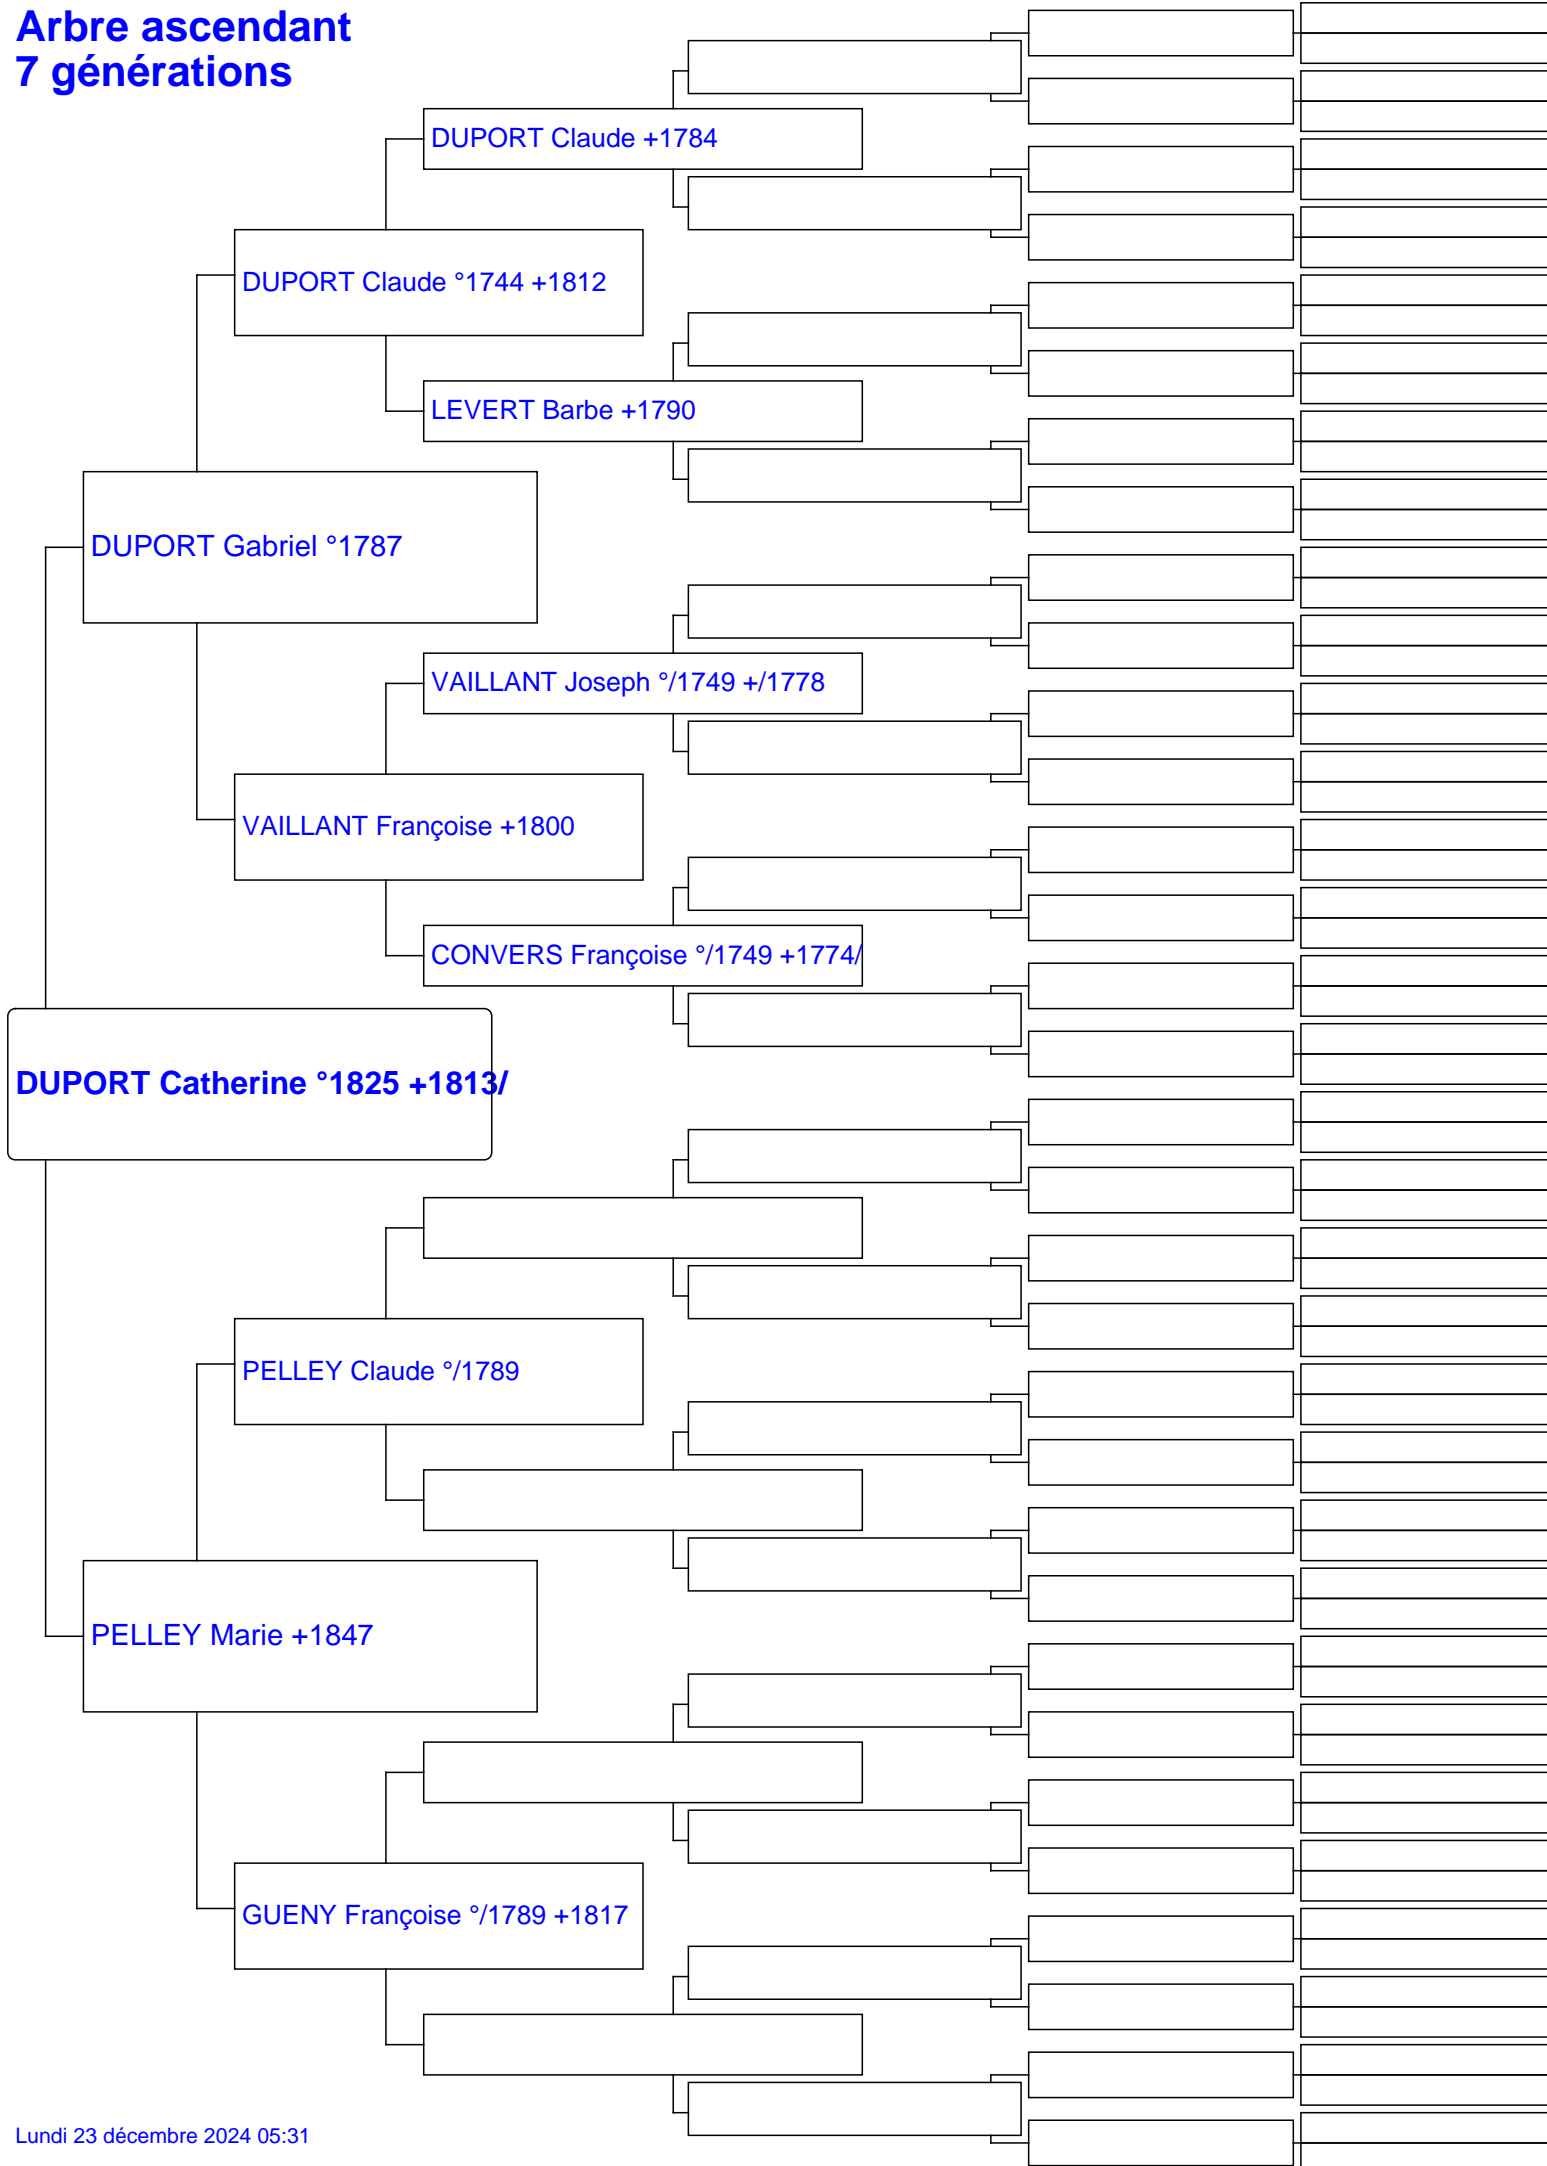 Arbre ascendant
7 générations
DUPORT Claude +1784
DUPORT Claude °1744 +1812
LEVERT Barbe +1790
DUPORT Gabriel °1787
VAILLANT Joseph °/1749 +/1778
VAILLANT Françoise +1800
CONVERS Françoise °/1749 +1774/
DUPORT Catherine °1825 +1813/
PELLEY Claude °/1789
PELLEY Marie +1847
GUENY Françoise °/1789 +1817
Lundi 23 décembre 2024 05:31